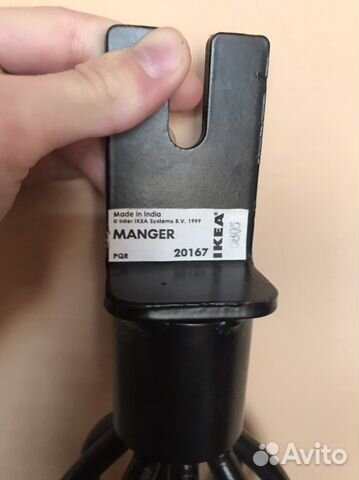 Made in India
© Inter IKEA Systems B.V. 1999
MANGER
PQR 20167
IKEA
Avito